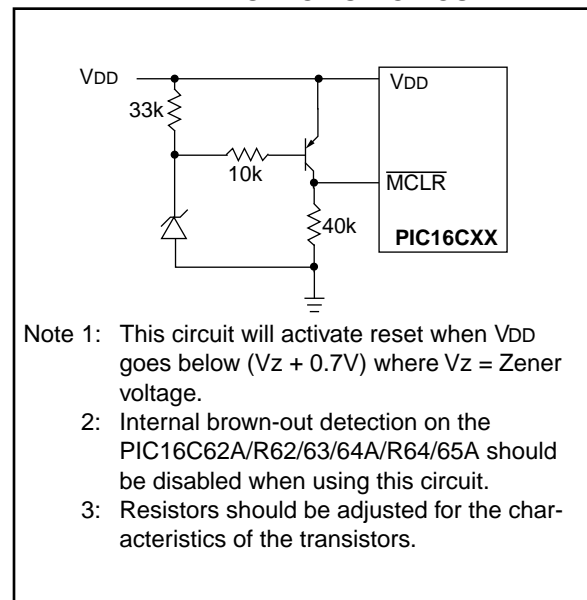 VDD
VDD
33k
10k
MCLR
40k
PIC16CXX
Note 1: This circuit will activate reset when VDD
goes below (Vz + 0.7V) where Vz = Zener
voltage.
2: Internal brown-out detection on the
PIC16C62A/R62/63/64A/R64/65A should
be disabled when using this circuit.
3: Resistors should be adjusted for the char-
acteristics of the transistors.